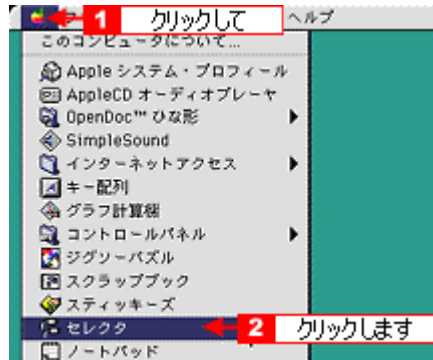 1 クリックして ヘルプ
このコンピュータについて...
Apple システム・プロフィール
AppleCD オーディオプレーヤ
OpenDoc™ ひな形
SimpleSound
インターネットアクセス
キー配列
グラフ計算機
コントロールパネル
ジグソーパズル
スクラップブック
スティッキーズ
セレクタ 2 クリックします
ノートパッド